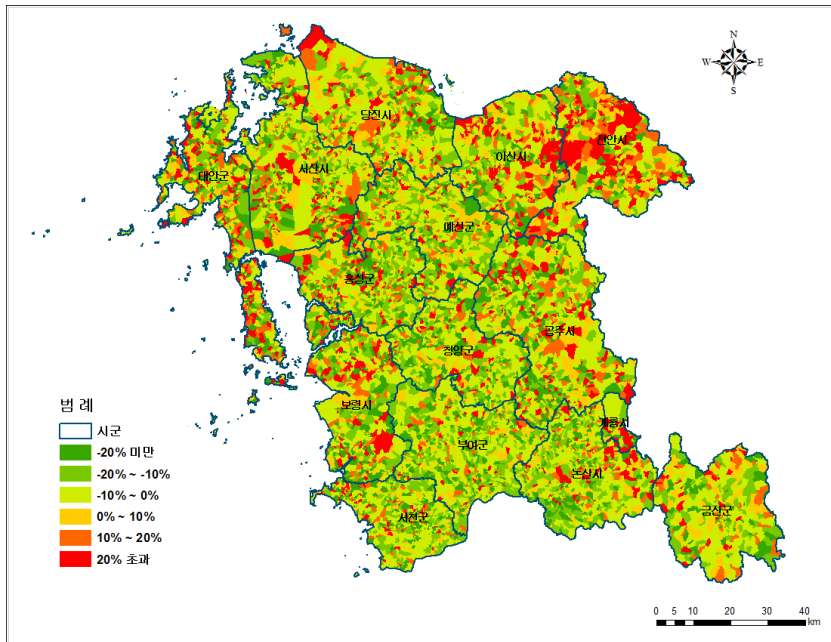 N
W E
S
당진시
아산시
천안시
서산시
태안군
예산군
홍성군
공주시
청양군
보령시
계룡시
부여군
논산시
서천군
금산군
범 례
시군
-20% 미만
-20% ~ -10%
-10% ~ 0%
0% ~ 10%
10% ~ 20%
20% 초과
0 5 10 20 30 40
km